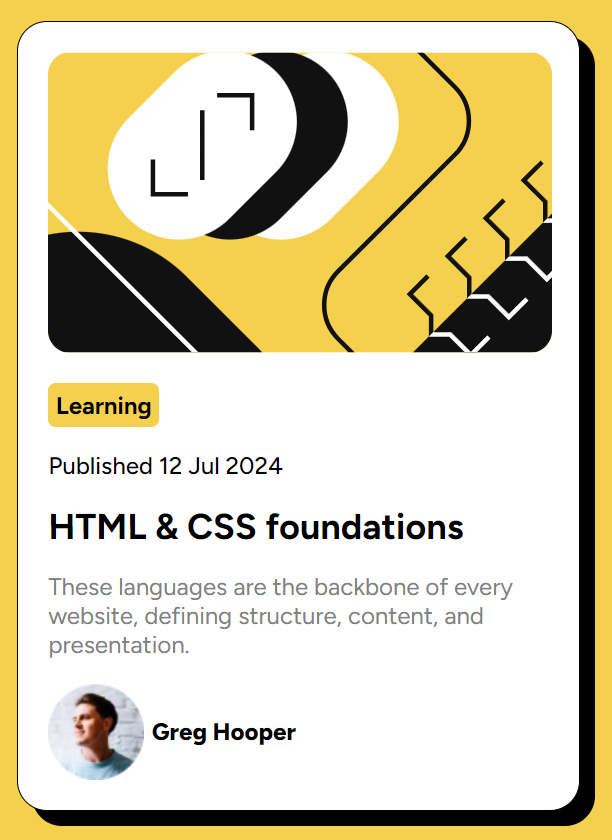 Learning
Published 12 Jul 2024
HTML & CSS foundations
These languages are the backbone of every
website, defining structure, content, and
presentation.
Greg Hooper